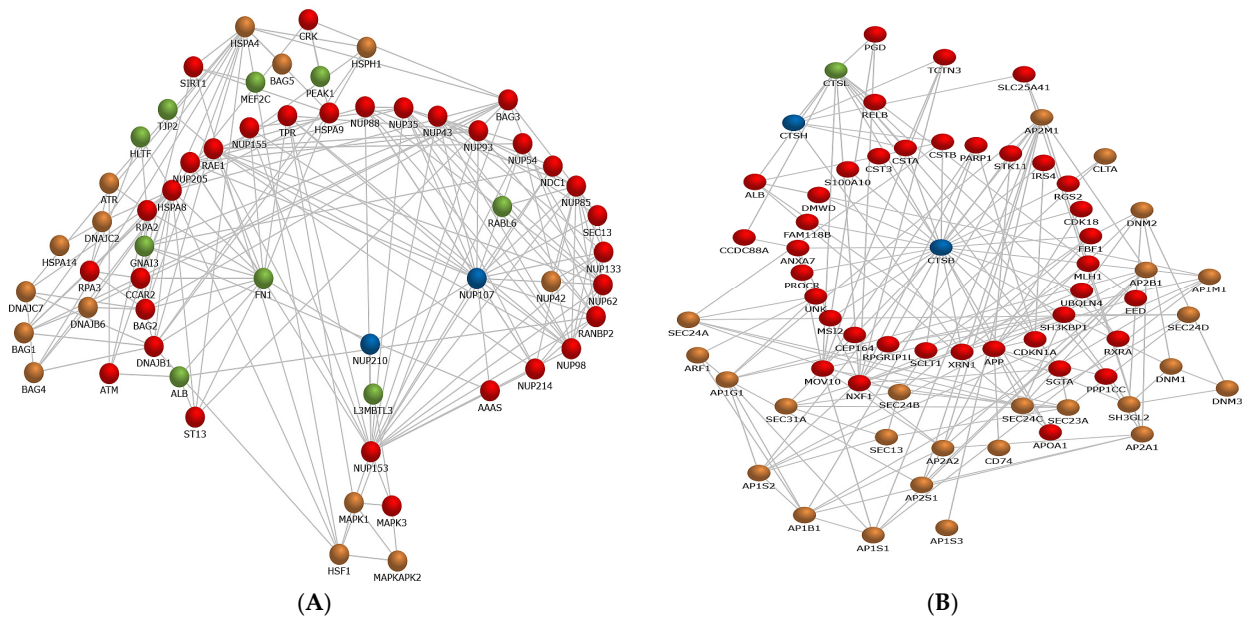 HSPA4
CRK
HSPH1
BAG5
SIRT1
MEF2C
PEAK1
TJP2
HLTF
NUP155
TPR
HSPA9
NUP88
NUP35
NUP43
BAG3
NUP93
NUP54
RAE1
NUP205
NDC1
NUP85
ATR
HSPA8
RABL6
SEC13
RPA2
DNAJC2
HSPA14
GNAI3
NUP133
RPA3
CCAR2
FN1
NUP107
NUP42
NUP62
DNAJC7
DNAJB6
BAG2
RANBP2
BAG1
DNAJB1
NUP210
NUP98
BAG4
ATM
ALB
NUP214
L3MBTL3
AAAS
ST13
NUP153
MAPK1
MAPK3
HSF1
MAPKAPK2
(A)
PGD
CTSL
TCTN3
SLC25A41
RELB
CTSH
AP2M1
CSTB
CSTA
PARP1
CST3
STK11
IRS4
CLTA
S100A10
ALB
RGS2
DMWD
CDK18
DNM2
FAM118B
FBF1
CCDC88A
ANXA7
CTSB
MLH1
PROCR
AP2B1
AP1M1
UNK
UBQLN4
EED
MSI2
SH3KBP1
SEC24A
SEC24D
CEP164
RPGRIP1L
SCLT1
XRN1
APP
CDKN1A
RXRA
ARF1
MOV10
NXF1
SGTA
PPP1CC
DNM1
AP1G1
SEC24B
DNM3
SEC31A
SEC24C
SEC23A
SH3GL2
SEC13
APOA1
AP2A1
AP2A2
CD74
AP1S2
AP2S1
AP1B1
AP1S1
AP1S3
(B)